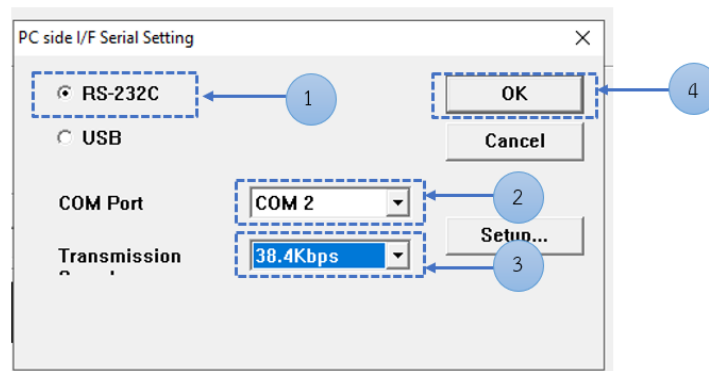 PC side I/F Serial Setting
RS-232C
1
OK
4
USB
Cancel
COM Port
COM 2
2
Setup...
Transmission
38.4Kbps
3